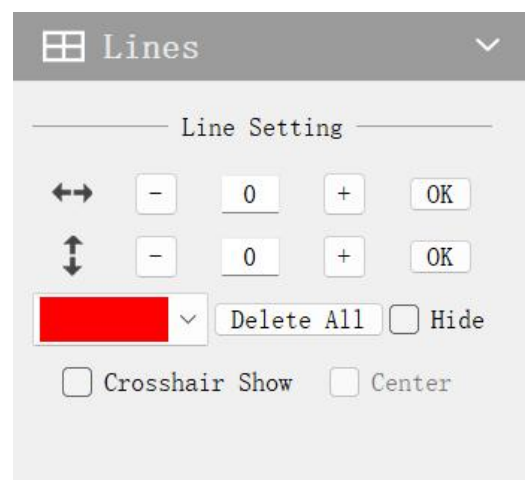 Lines
Line Setting
- 0 + OK
- 0 + OK
Delete All Hide
Crosshair Show Center